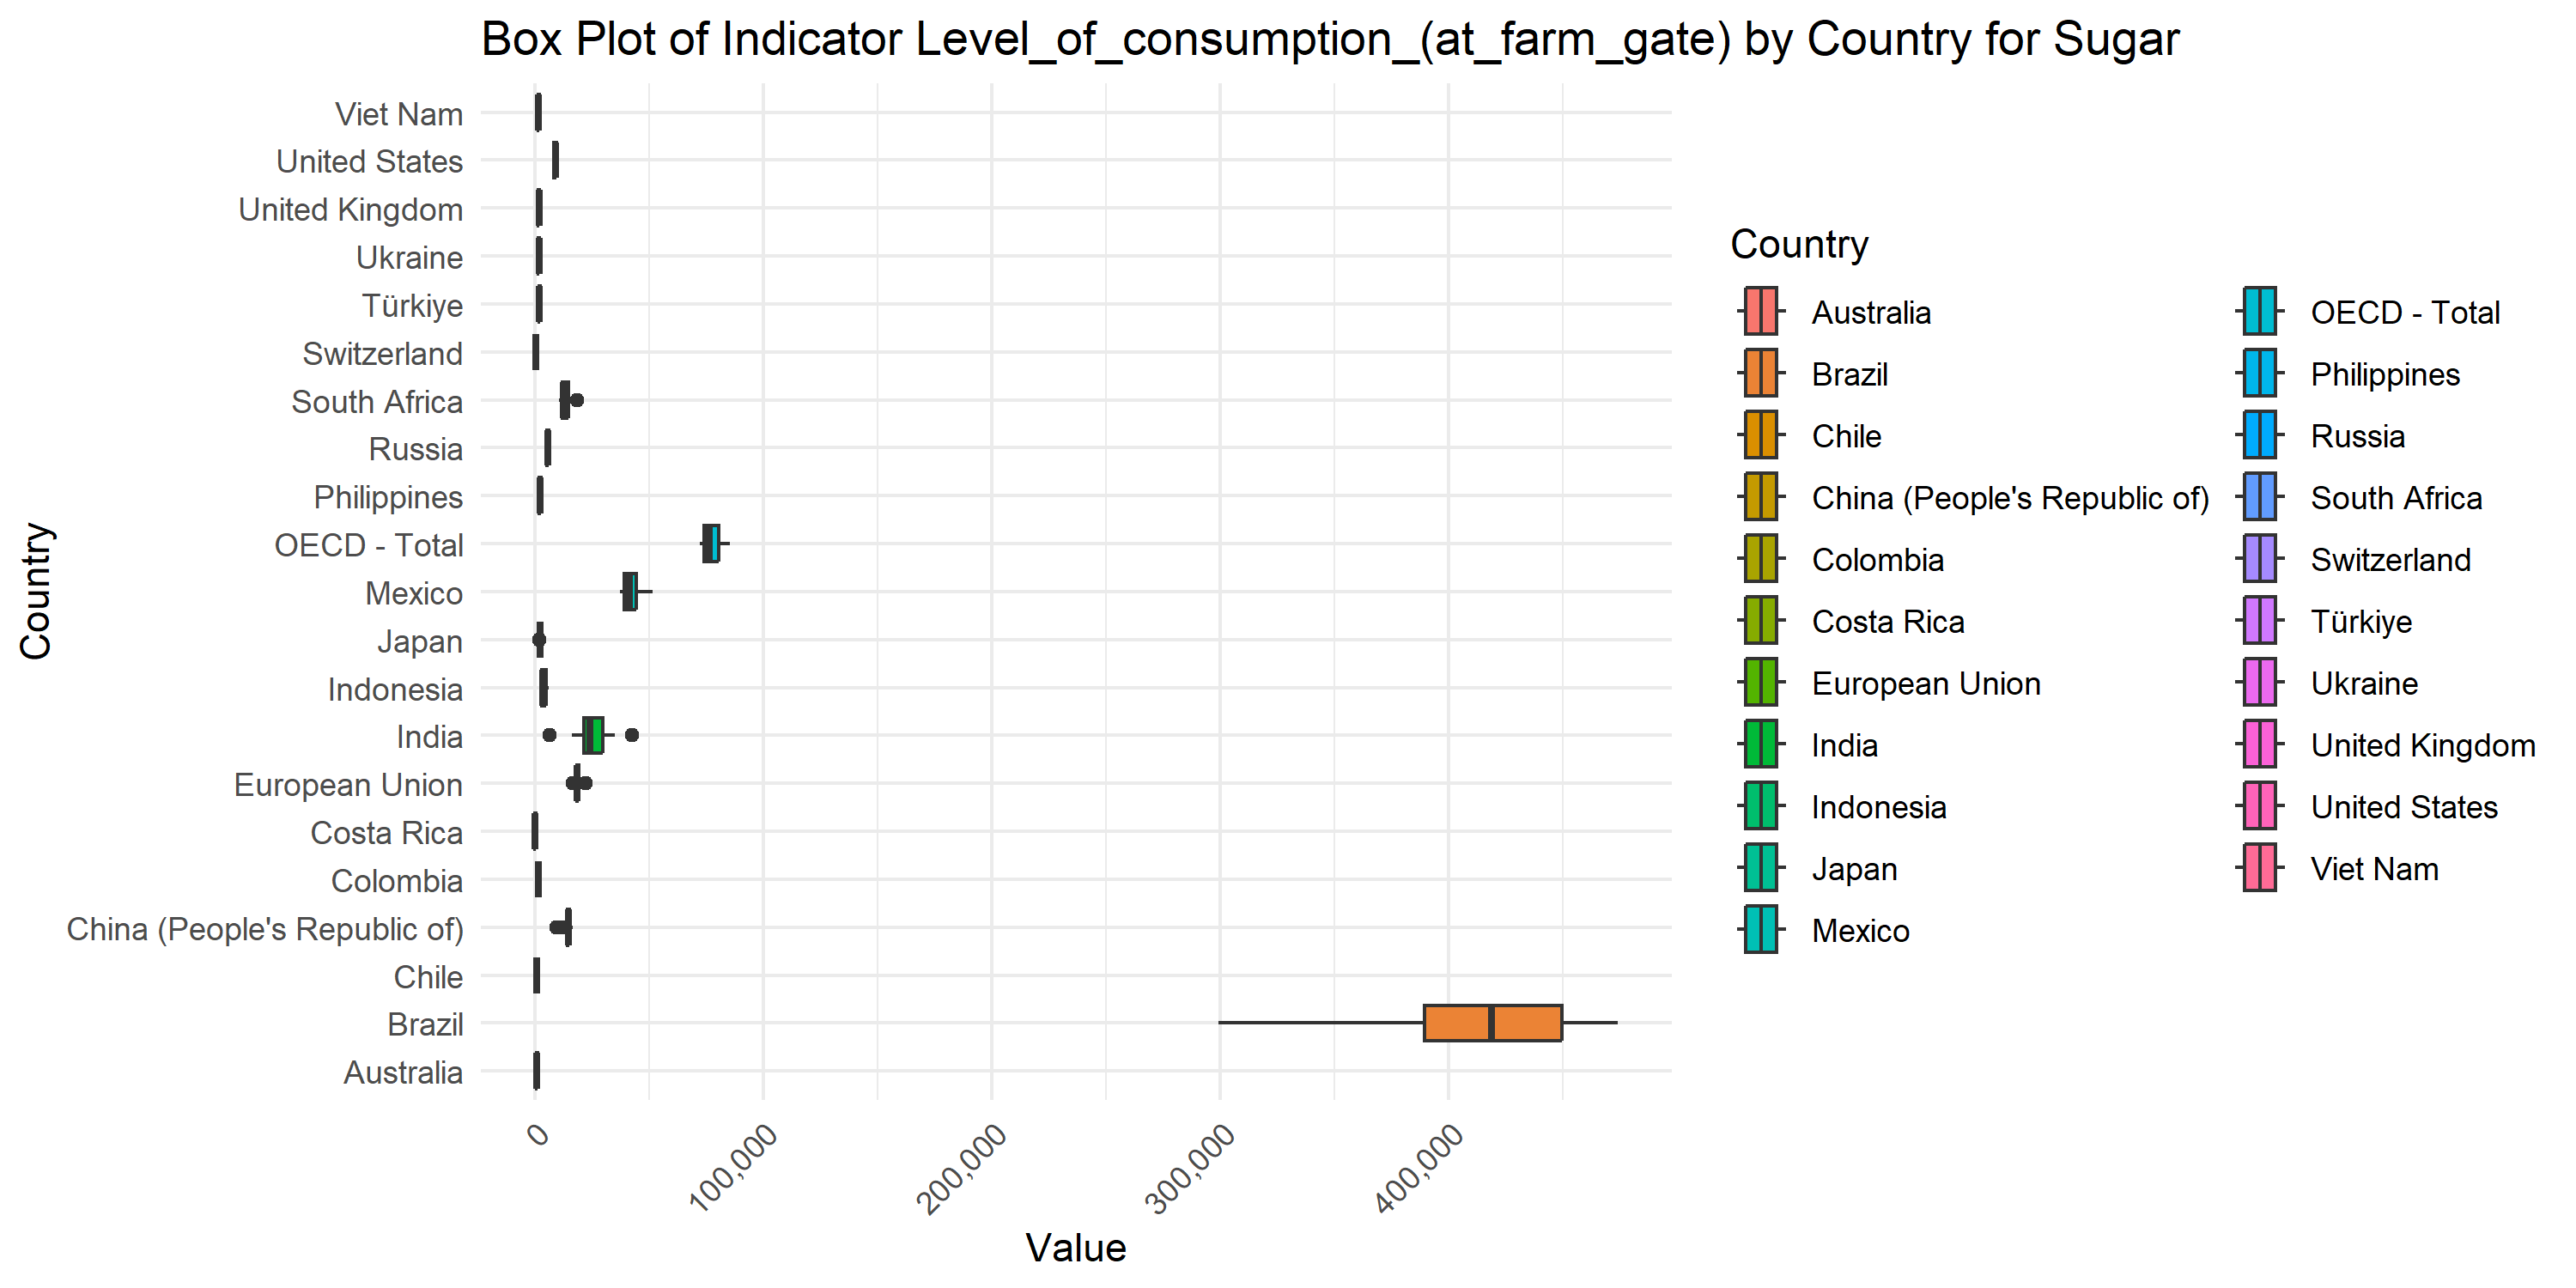 Box Plot of Indicator Level_of_consumption_(at_farm_gate) by Country for Sugar
Country
Viet Nam
United States
United Kingdom
Ukraine
Türkiye
Switzerland
South Africa
Russia
Philippines
OECD - Total
Mexico
Japan
Indonesia
India
European Union
Costa Rica
Colombia
China (People's Republic of)
Chile
Brazil
Australia
0
100,000
200,000
300,000
400,000
Value
Country
Australia
Brazil
Chile
China (People's Republic of)
Colombia
Costa Rica
European Union
India
Indonesia
Japan
Mexico
OECD - Total
Philippines
Russia
South Africa
Switzerland
Türkiye
Ukraine
United Kingdom
United States
Viet Nam